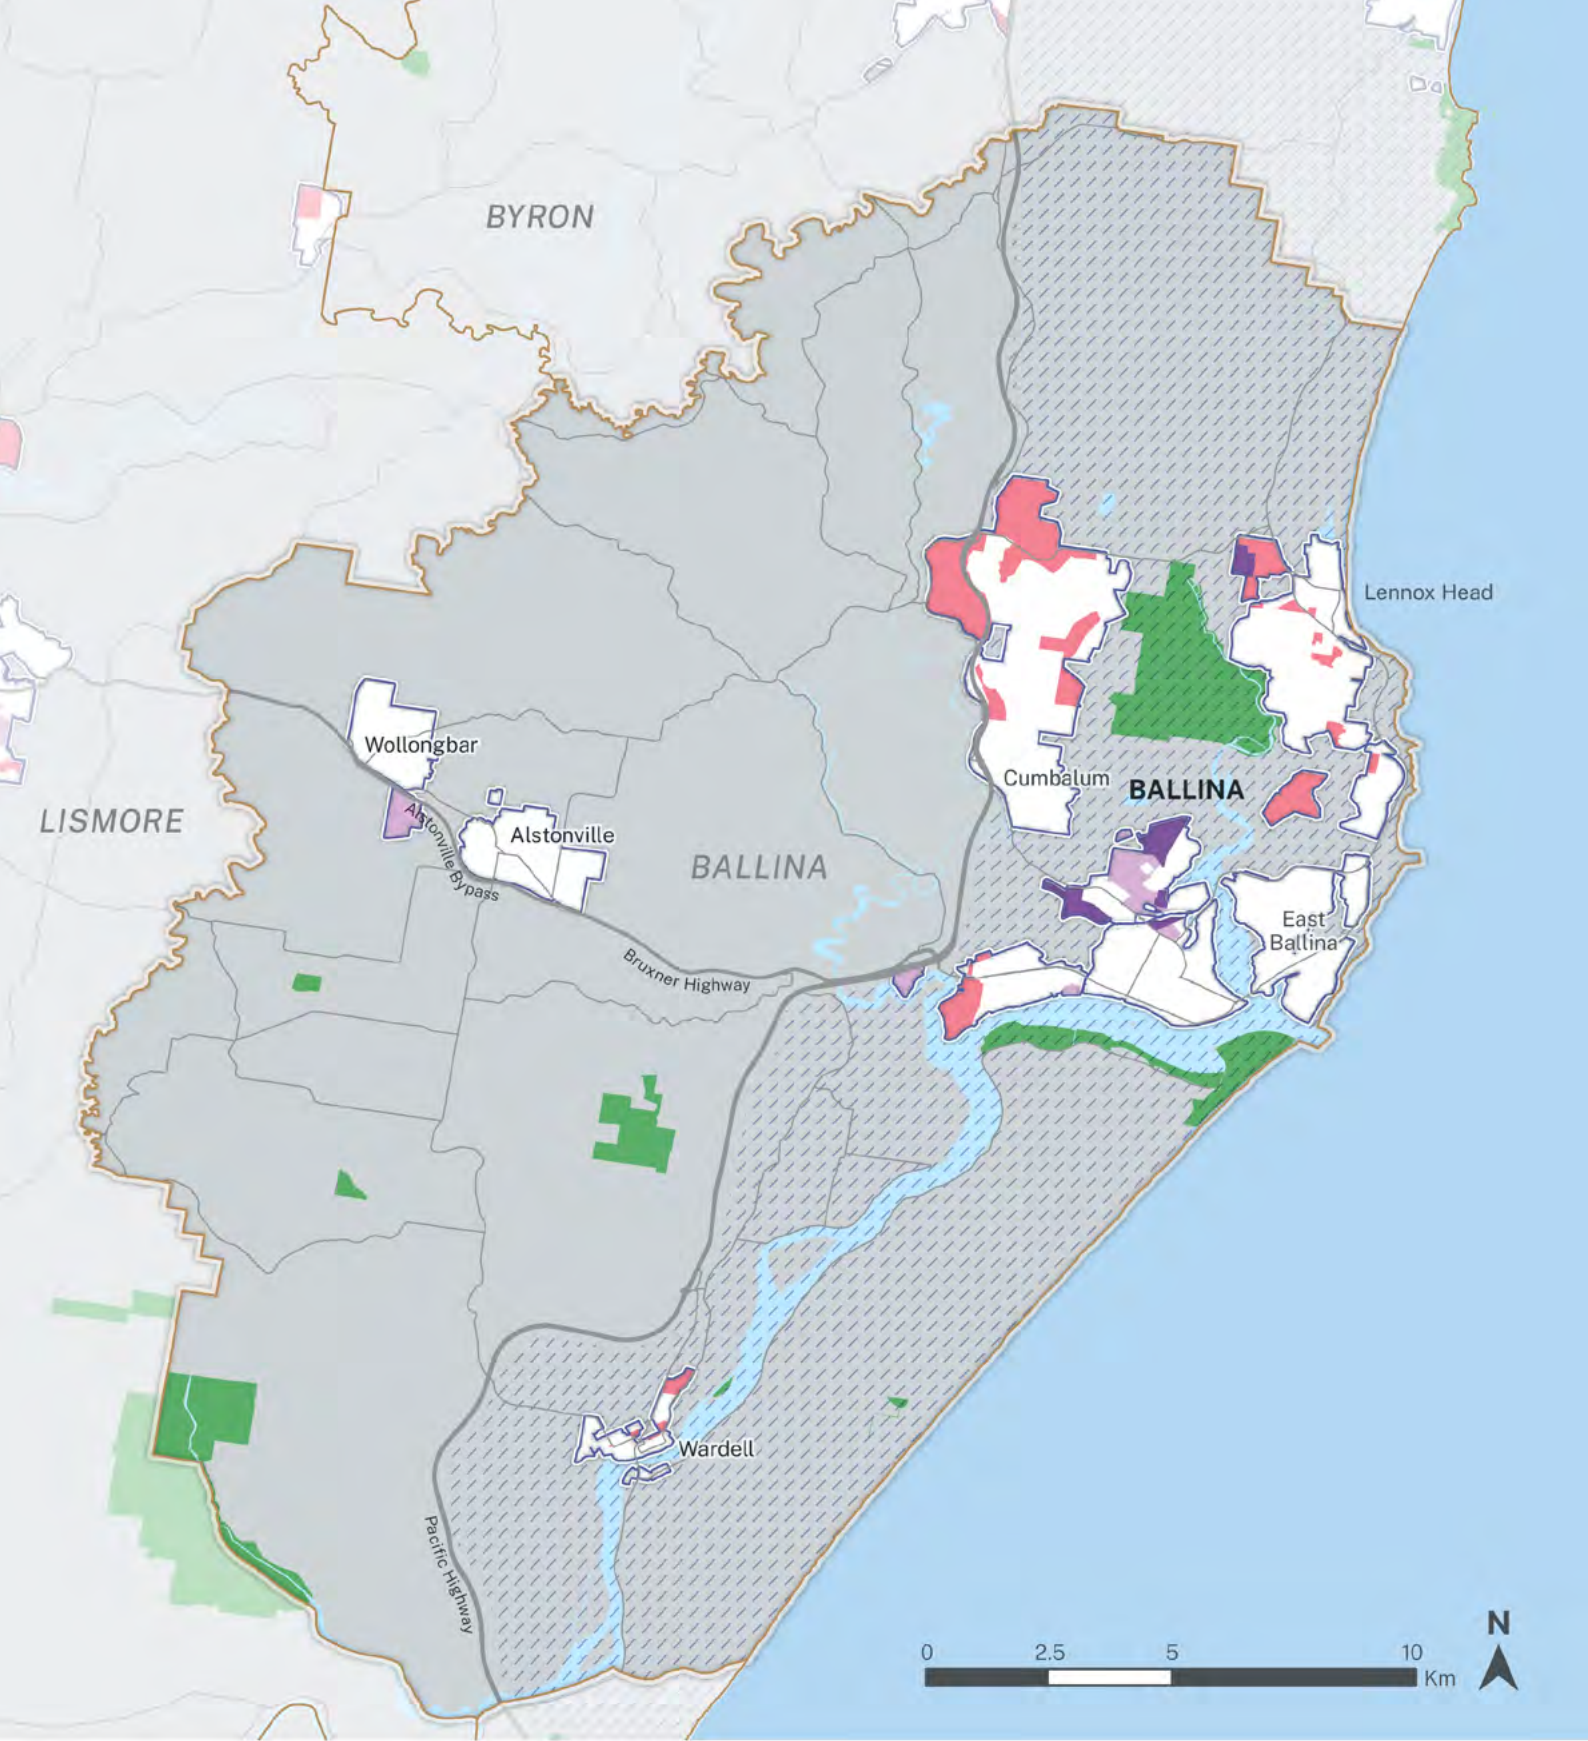 BYRON
Lennox Head
Wollongbar
Cumbalum
BALLINA
LISMORE
Alstonville Bypass
Alstonville
BALLINA
East
Ballina
Bruxner Highway
Wardell
Pacific Highway
N
0 2.5 5 10
Km